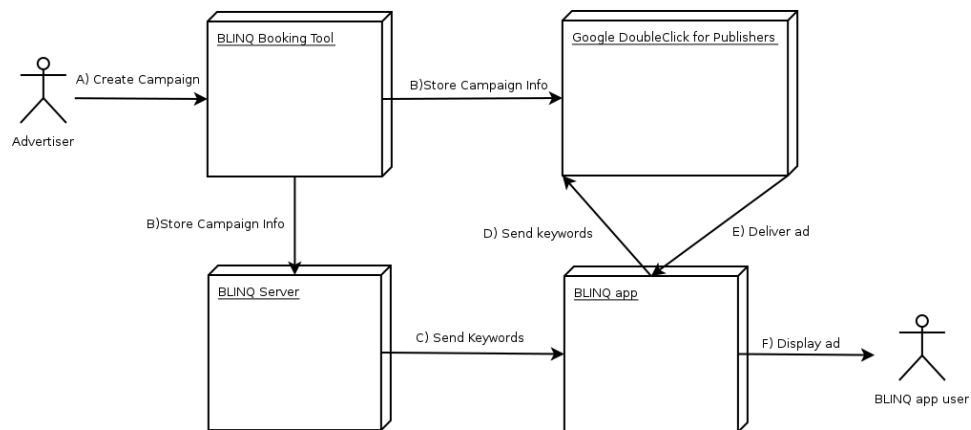 BLINQ Booking Tool
Google DoubleClick for Publishers
A) Create Campaign
B)Store Campaign Info
Advertiser
B)Store Campaign Info
D) Send keywords
E) Deliver ad
BLINQ Server
BLINQ app
C) Send Keywords
F) Display ad
BLINQ app user